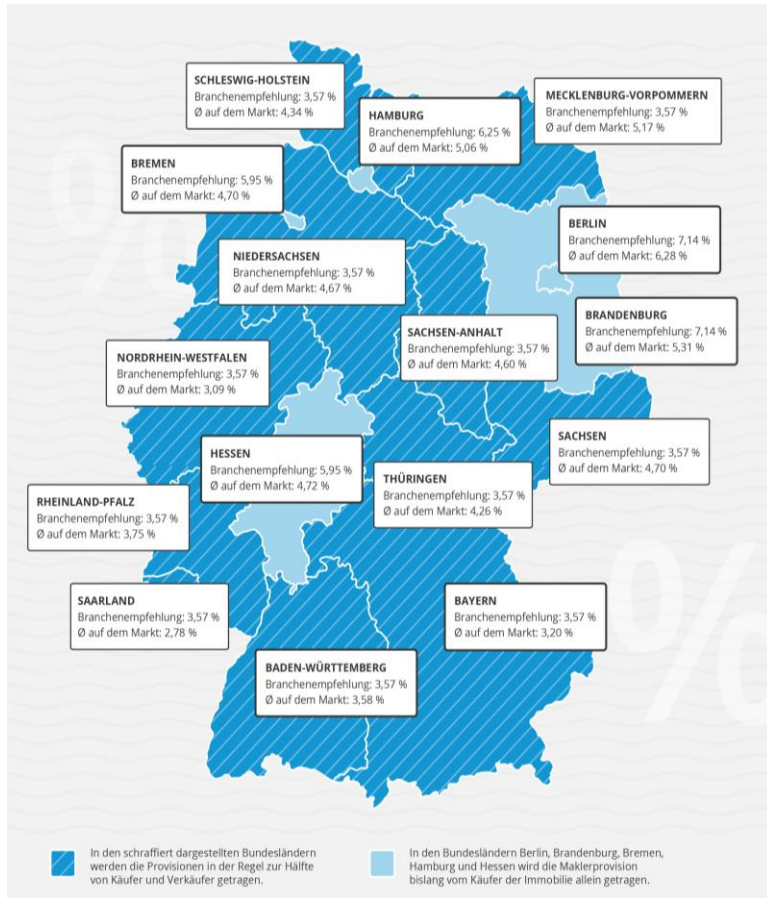 SCHLESWIG-HOLSTEIN
Branchenempfehlung: 3,57 %
Ø auf dem Markt: 4,34 %
HAMBURG
Branchenempfehlung: 6,25 %
Ø auf dem Markt: 5,06 %
MECKLENBURG-VORPOMMERN
Branchenempfehlung: 3,57 %
Ø auf dem Markt: 5,17 %
BREMEN
Branchenempfehlung: 5,95 %
Ø auf dem Markt: 4,70 %
%
BERLIN
Branchenempfehlung: 7,14 %
Ø auf dem Markt: 6,28 %
NIEDERSACHSEN
Branchenempfehlung: 3,57 %
Ø auf dem Markt: 4,67 %
BRANDENBURG
Branchenempfehlung: 7,14 %
Ø auf dem Markt: 5,31 %
SACHSEN-ANHALT
Branchenempfehlung: 3,57 %
Ø auf dem Markt: 4,60 %
NORDRHEIN-WESTFALEN
Branchenempfehlung: 3,57 %
Ø auf dem Markt: 3,09 %
SACHSEN
Branchenempfehlung: 3,57 %
Ø auf dem Markt: 4,70 %
HESSEN
Branchenempfehlung: 5,95 %
Ø auf dem Markt: 4,72 %
THÜRINGEN
Branchenempfehlung: 3,57 %
Ø auf dem Markt: 4,26 %
RHEINLAND-PFALZ
Branchenempfehlung: 3,57 %
Ø auf dem Markt: 3,75 %
%
SAARLAND
Branchenempfehlung: 3,57 %
Ø auf dem Markt: 2,78 %
BAYERN
Branchenempfehlung: 3,57 %
Ø auf dem Markt: 3,20 %
BADEN-WÜRTTEMBERG
Branchenempfehlung: 3,57 %
Ø auf dem Markt: 3,58 %
In den schraffiert dargestellten Bundesländern
werden die Provisionen in der Regel zur Hälfte
von Käufer und Verkäufer getragen.
In den Bundesländern Berlin, Brandenburg, Bremen,
Hamburg und Hessen wird die Maklerprovision
bislang vom Käufer der Immobilie allein getragen.